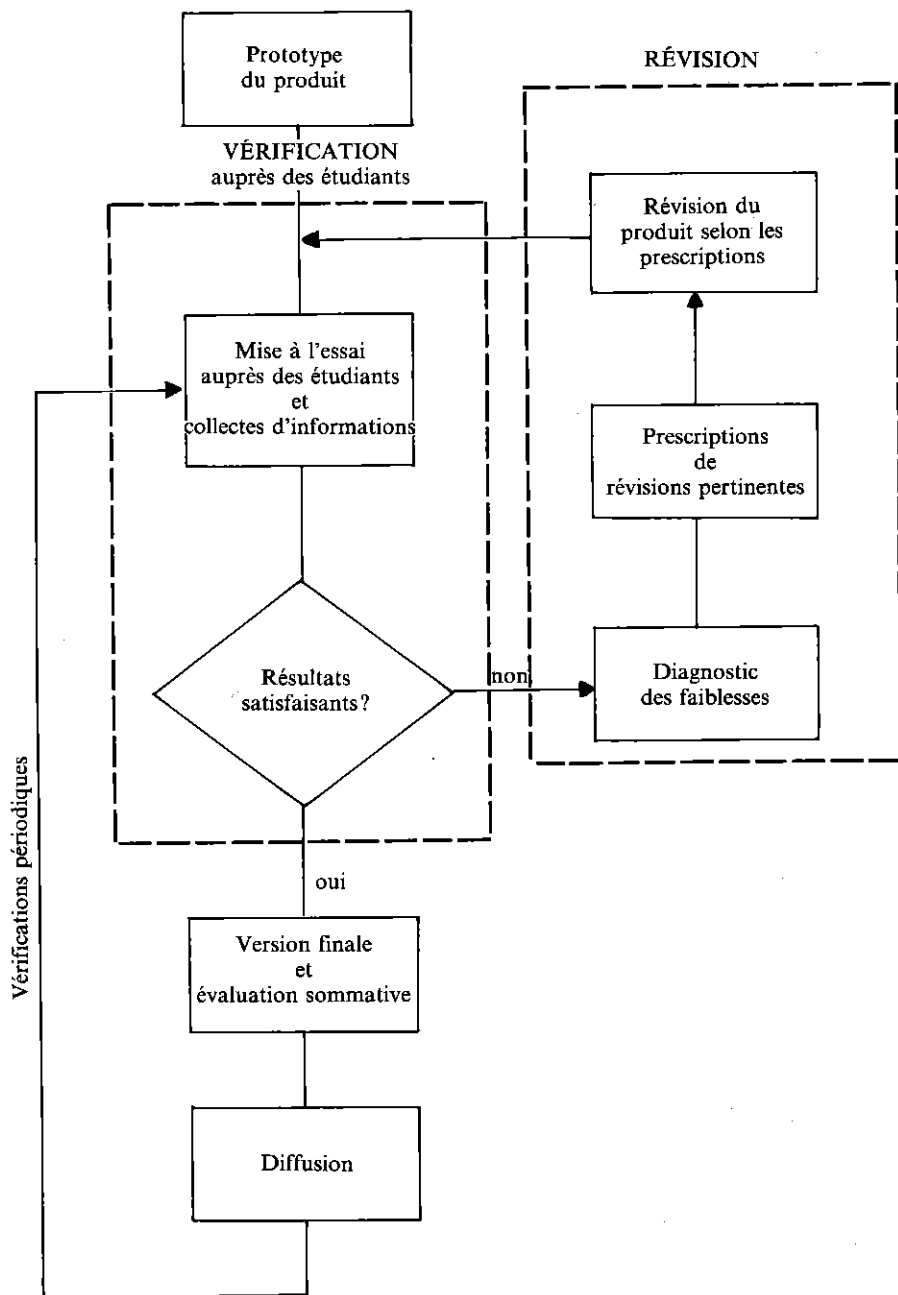 Prototype
du produit
RÉVISION
VÉRIFICATION
auprès des étudiants
Révision du
produit selon les
prescriptions
Mise à l'essai
auprès des étudiants
et
collectes d'informations
Prescriptions
de
révisions pertinentes
Résultats
satisfaisants?
non
Diagnostic
des faiblesses
Vérifications périodiques
oui
Version finale
et
évaluation sommative
Diffusion